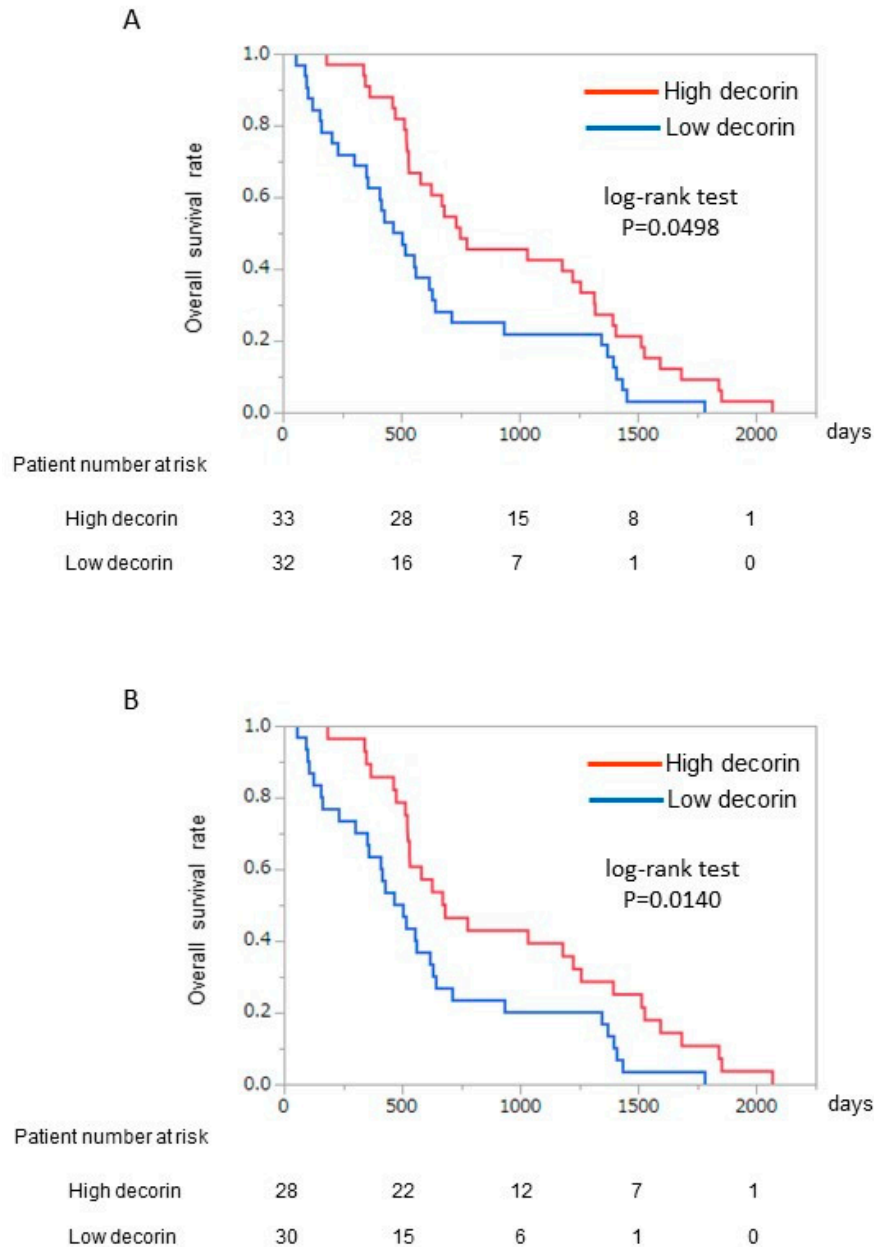 A
1.0
0.8
0.6
0.4
0.2
0.0
Overall survival rate
High decorin
Low decorin
log-rank test
P=0.0498
0 500 1000 1500 2000 days
Patient number at risk
High decorin 33 28 15 8 1
Low decorin 32 16 7 1 0
B
1.0
0.8
0.6
0.4
0.2
0.0
Overall survival rate
High decorin
Low decorin
log-rank test
P=0.0140
0 500 1000 1500 2000 days
Patient number at risk
High decorin 28 22 12 7 1
Low decorin 30 15 6 1 0